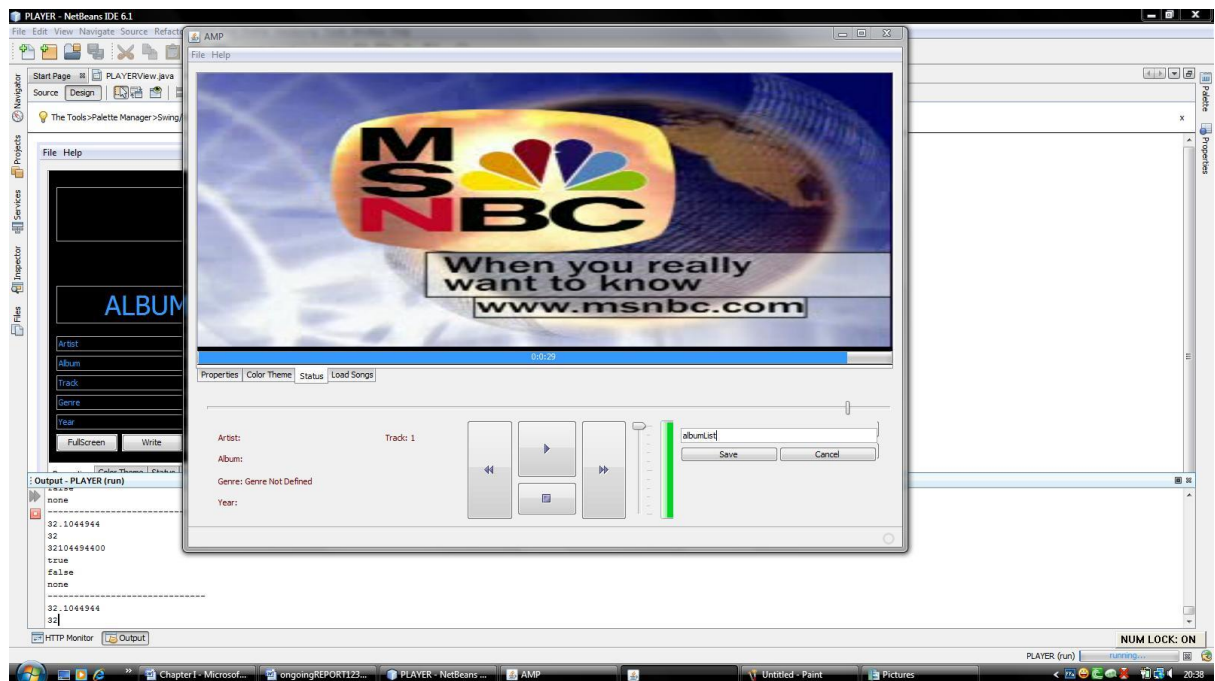 PLAYER - NetBeans IDE 6.1
File Edit View Navigate Source Refact
AMP
File Help
Start Page PLAYERView.java
Source Design
The Tools>Palette Manager>Swing/
File Help
ALBUM
Artist
Album
Track
Genre
Year
FullScreen Write
Navigator
Projects
Services
Inspector
Files
Palette
Properties
MSNBC
When you really
want to know
www.msnbc.com
0:0:29
Properties Color Theme Status Load Songs
Artist: Track: 1
Album:
Genre: Genre Not Defined
Year:
albumList
Save Cancel
Output - PLAYER (run)
none
------------------------------
32.1044944
32
32104494400
true
false
none
------------------------------
32.1044944
32
HTTP Monitor Output
NUM LOCK: ON
PLAYER (run) running...
Chapter I - Microsof... ongoingREPORT123... PLAYER - NetBeans ... AMP Untitled - Paint Pictures 20:38